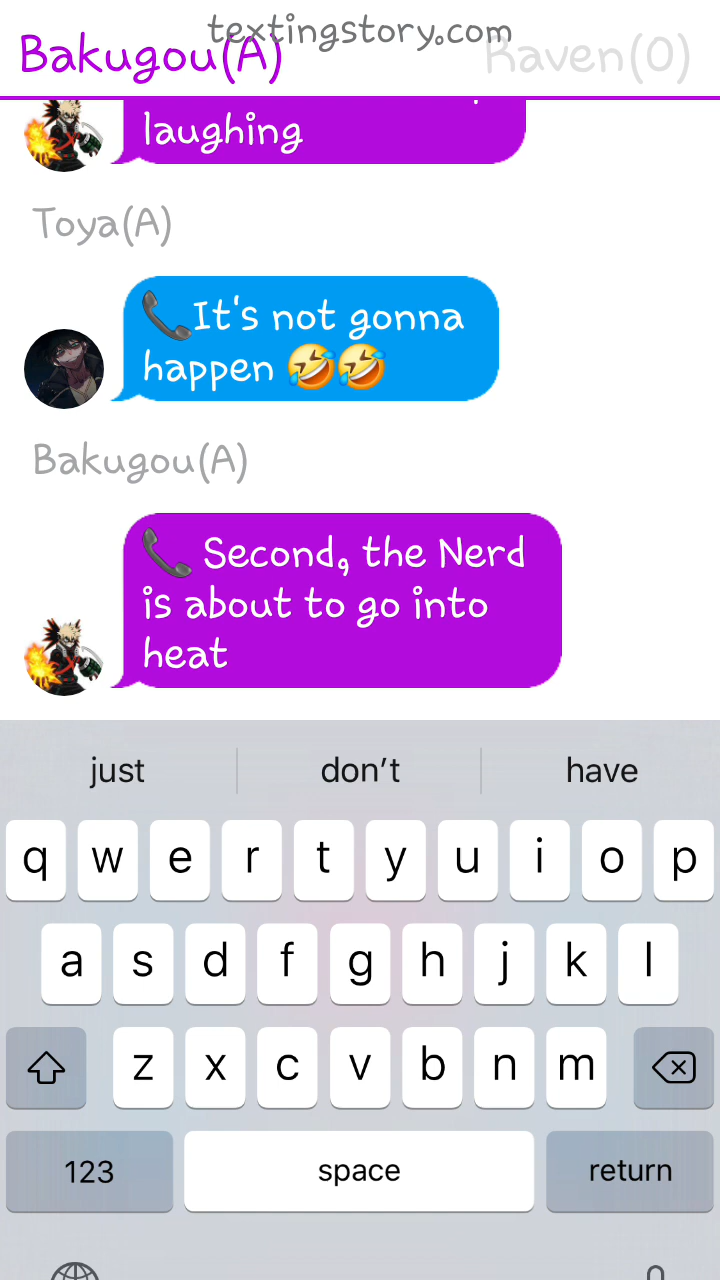 textingstory.com
Bakugou(A) Raven(O)
laughing
Toya(A)
📞It's not gonna
happen 🤣🤣
Bakugou(A)
📞 Second, the Nerd
is about to go into
heat
just don't have
q w e r t y u i o p
a s d f g h j k l
z x c v b n m
123 space return